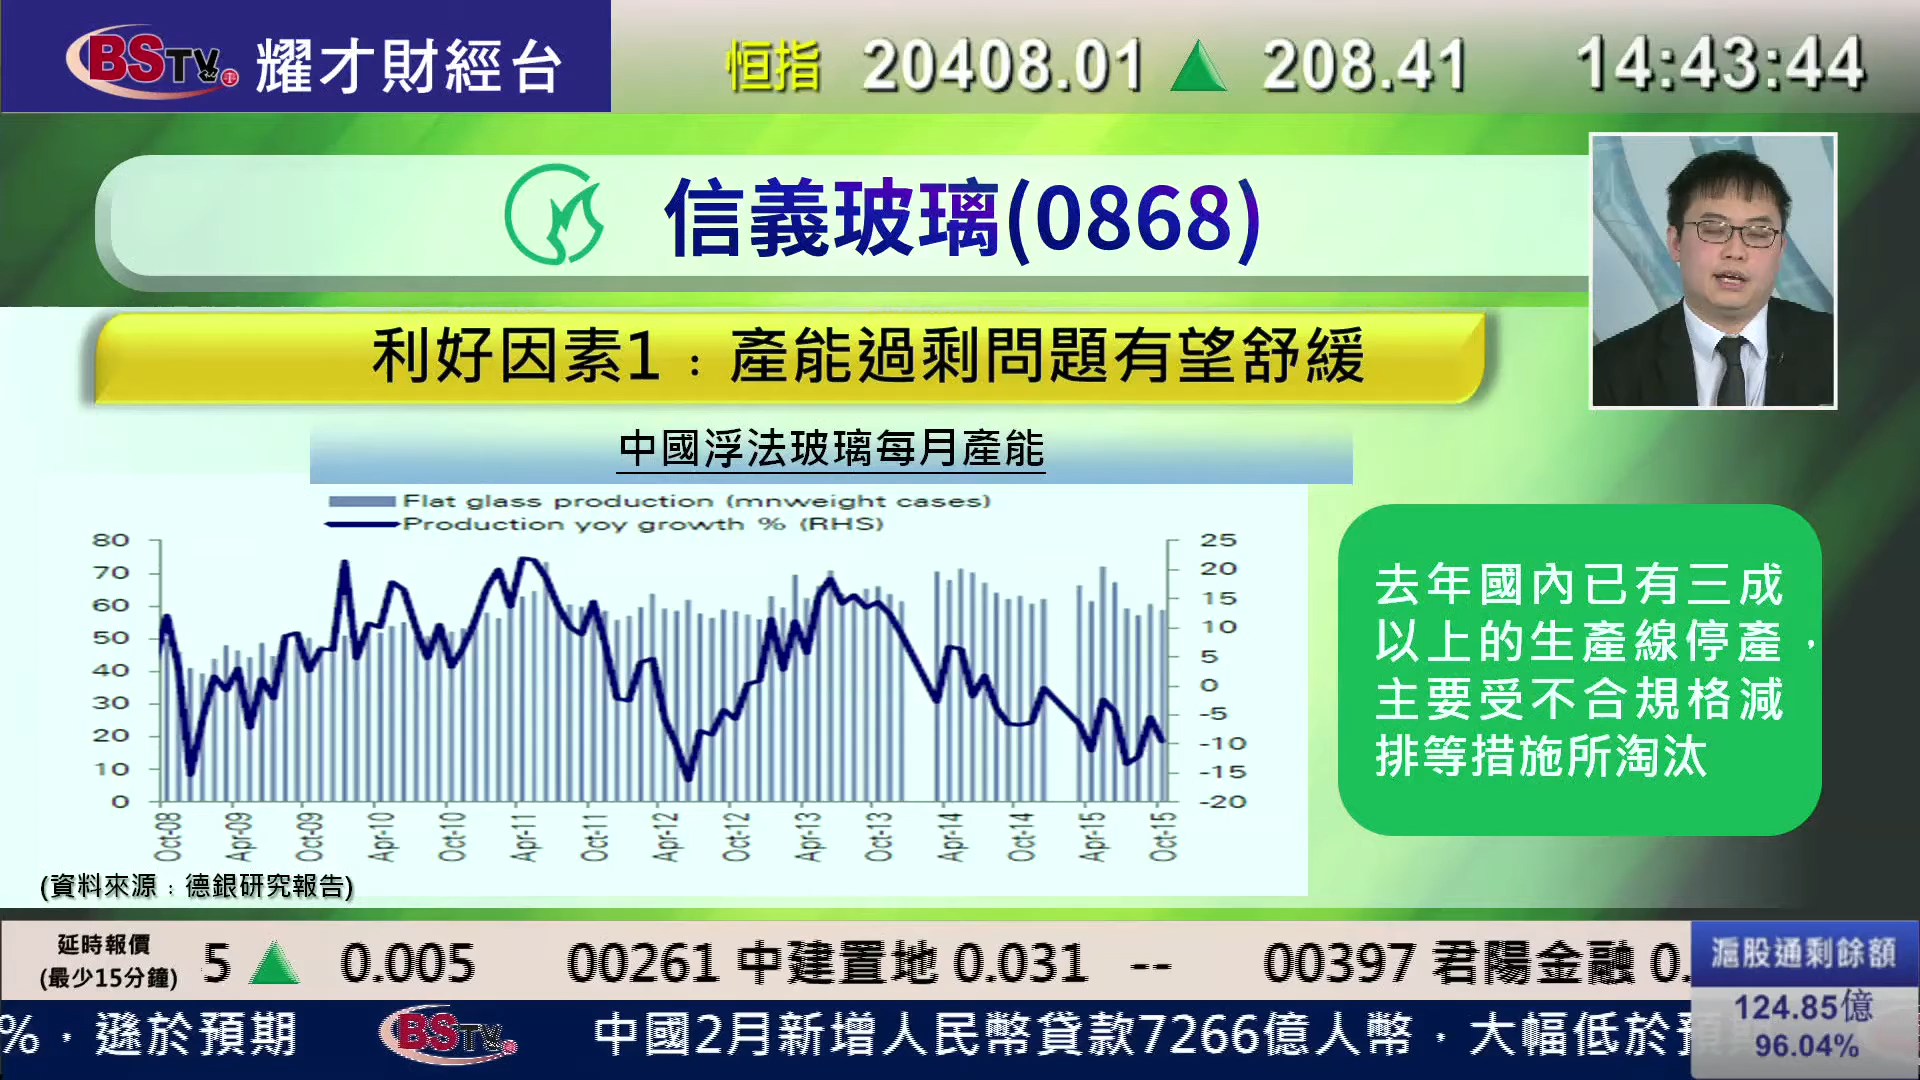 BSTV 耀才財經台
恒指 20408.01 ▲ 208.41 14:43:44
信義玻璃(0868)
利好因素1：產能過剩問題有望舒緩
中國浮法玻璃每月產能
Flat glass production (mnweight cases)
Production yoy growth % (RHS)
80
70
60
50
40
30
20
10
0
25
20
15
10
5
0
-5
-10
-15
-20
Oct-08 Apr-09 Oct-09 Apr-10 Oct-10 Apr-11 Oct-11 Apr-12 Oct-12 Apr-13 Oct-13 Apr-14 Oct-14 Apr-15 Oct-15
去年國內已有三成
以上的生產線停產，
主要受不合規格減
排等措施所淘汰
(資料來源：德銀研究報告)
延時報價
(最少15分鐘)
5 ▲ 0.005 00261 中建置地 0.031 -- 00397 君陽金融 0.
滬股通剩餘額
124.85億
96.04%
%，遜於預期 BSTV 中國2月新增人民幣貸款7266億人幣，大幅低於預期